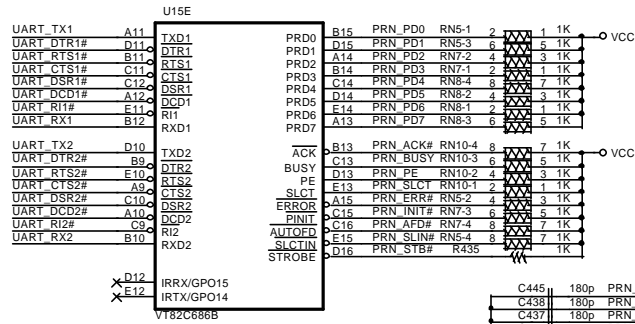 U15E
UART_TX1 A11 TXD1 PRD0 B15 PRN_PD0 RN5-1 2 1 1K VCC
UART_DTR1# D11 DTR1 PRD1 D15 PRN_PD1 RN5-3 6 5 1K
UART_RTS1# B11 RTS1 PRD2 A14 PRN_PD2 RN7-2 4 3 1K
UART_CTS1# C11 CTS1 PRD3 B14 PRN_PD3 RN7-1 2 1 1K
UART_DSR1# C12 DSR1 PRD4 C14 PRN_PD4 RN8-4 8 7 1K
UART_DCD1# A12 DCD1 PRD5 D14 PRN_PD5 RN8-2 4 3 1K
UART_RI1# E11 RI1 PRD6 E14 PRN_PD6 RN8-1 2 1 1K
UART_RX1 B12 RXD1 PRD7 A13 PRN_PD7 RN8-3 6 5 1K
UART_TX2 D10 TXD2 ACK B13 PRN_ACK# RN10-4 8 7 1K VCC
UART_DTR2# B9 DTR2 BUSY C13 PRN_BUSY RN10-3 6 5 1K
UART_RTS2# E10 RTS2 PE D13 PRN_PE RN10-2 4 3 1K
UART_CTS2# A9 CTS2 SLCT E13 PRN_SLCT RN10-1 2 1 1K
UART_DSR2# C10 DSR2 ERROR A15 PRN_ERR# RN5-2 4 3 1K
UART_DCD2# A10 DCD2 PINIT C15 PRN_INIT# RN7-3 6 5 1K
UART_RI2# C9 RI2 AUTOFD C16 PRN_AFD# RN7-4 8 7 1K
UART_RX2 B10 RXD2 SLCTIN E15 PRN_SLIN# RN5-4 8 7 1K
STROBE D16 PRN_STB# R435
D12 IRRX/GPO15
E12 IRTX/GPO14
VT82C686B
C445 180p PRN_
C438 180p PRN_
C437 180p PRN_